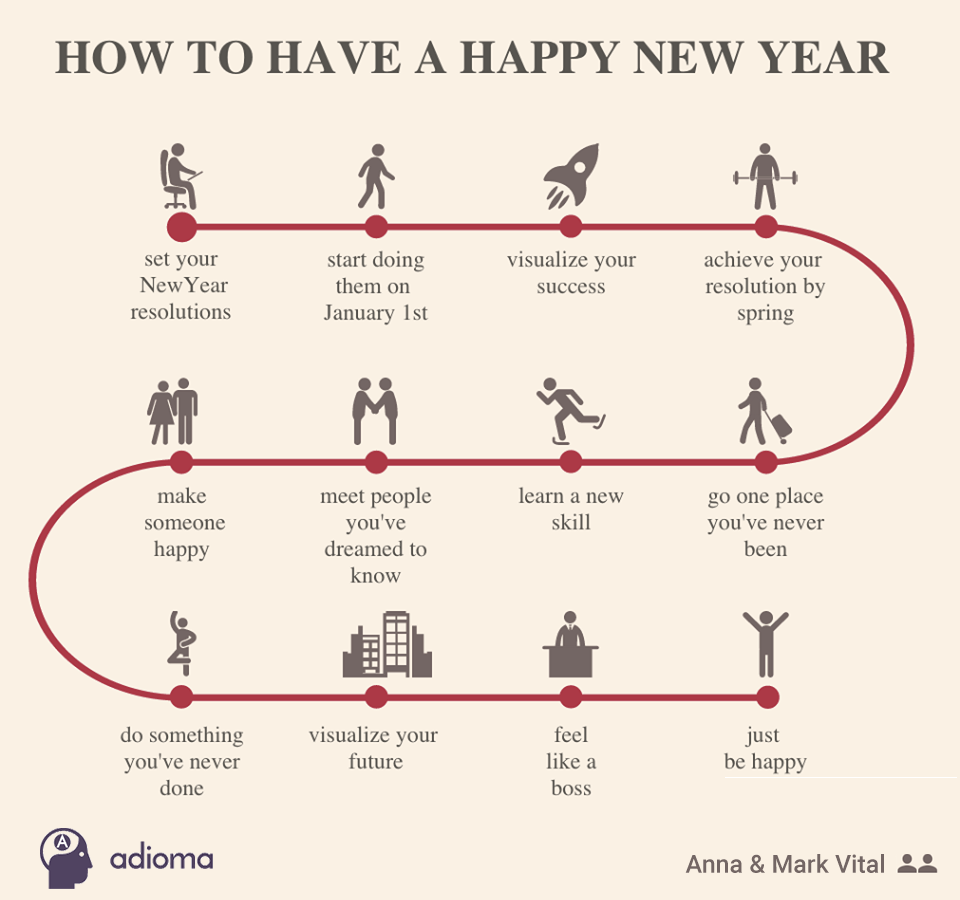 HOW TO HAVE A HAPPY NEW YEAR
set your
NewYear
resolutions
start doing
them on
January 1st
visualize your
success
achieve your
resolution by
spring
go one place
you've never
been
learn a new
skill
meet people
you've
dreamed to
know
make
someone
happy
do something
you've never
done
visualize your
future
feel
like a
boss
just
be happy
A
adioma
Anna & Mark Vital